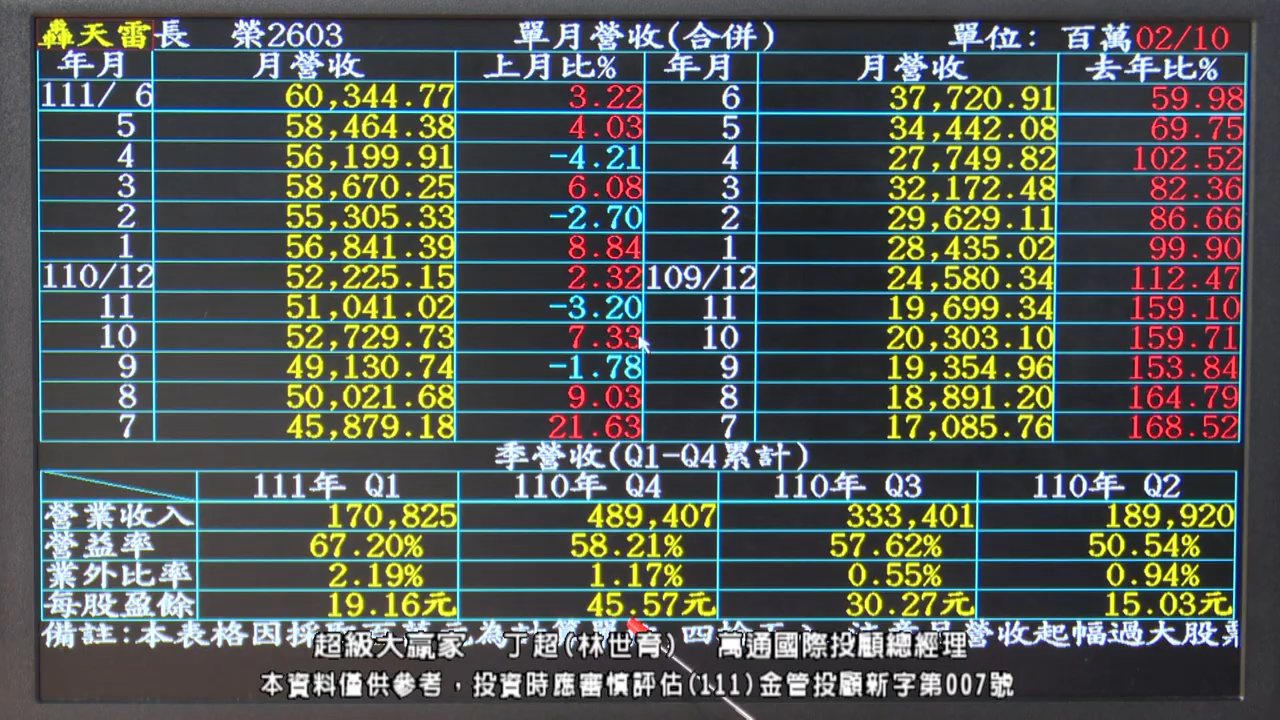 轟天雷長 榮2603 單月營收(合併) 單位: 百萬02/10
年月 月營收 上月比% 年月 月營收 去年比%
111/ 6 60,344.77 3.22 6 37,720.91 59.98
5 58,464.38 4.03 5 34,442.08 69.75
4 56,199.91 -4.21 4 27,749.82 102.52
3 58,670.25 6.08 3 32,172.48 82.36
2 55,305.33 -2.70 2 29,629.11 86.66
1 56,841.39 8.84 1 28,435.02 99.90
110/12 52,225.15 2.32 109/12 24,580.34 112.47
11 51,041.02 -3.20 11 19,699.34 159.10
10 52,729.73 7.33 10 20,303.10 159.71
9 49,130.74 -1.78 9 19,354.96 153.84
8 50,021.68 9.03 8 18,891.20 164.79
7 45,879.18 21.63 7 17,085.76 168.52
季營收(Q1-Q4累計)
111年 Q1 110年 Q4 110年 Q3 110年 Q2
營業收入 170,825 489,407 333,401 189,920
營益率 67.20% 58.21% 57.62% 50.54%
業外比率 2.19% 1.17% 0.55% 0.94%
每股盈餘 19.16元 45.57元 30.27元 15.03元
備註:本表格因採 營收起幅過大股票
超級大贏家 丁超(林世育) 萬通國際投顧總經理
本資料僅供參考，投資時應審慎評估(111)金管投顧新字第007號